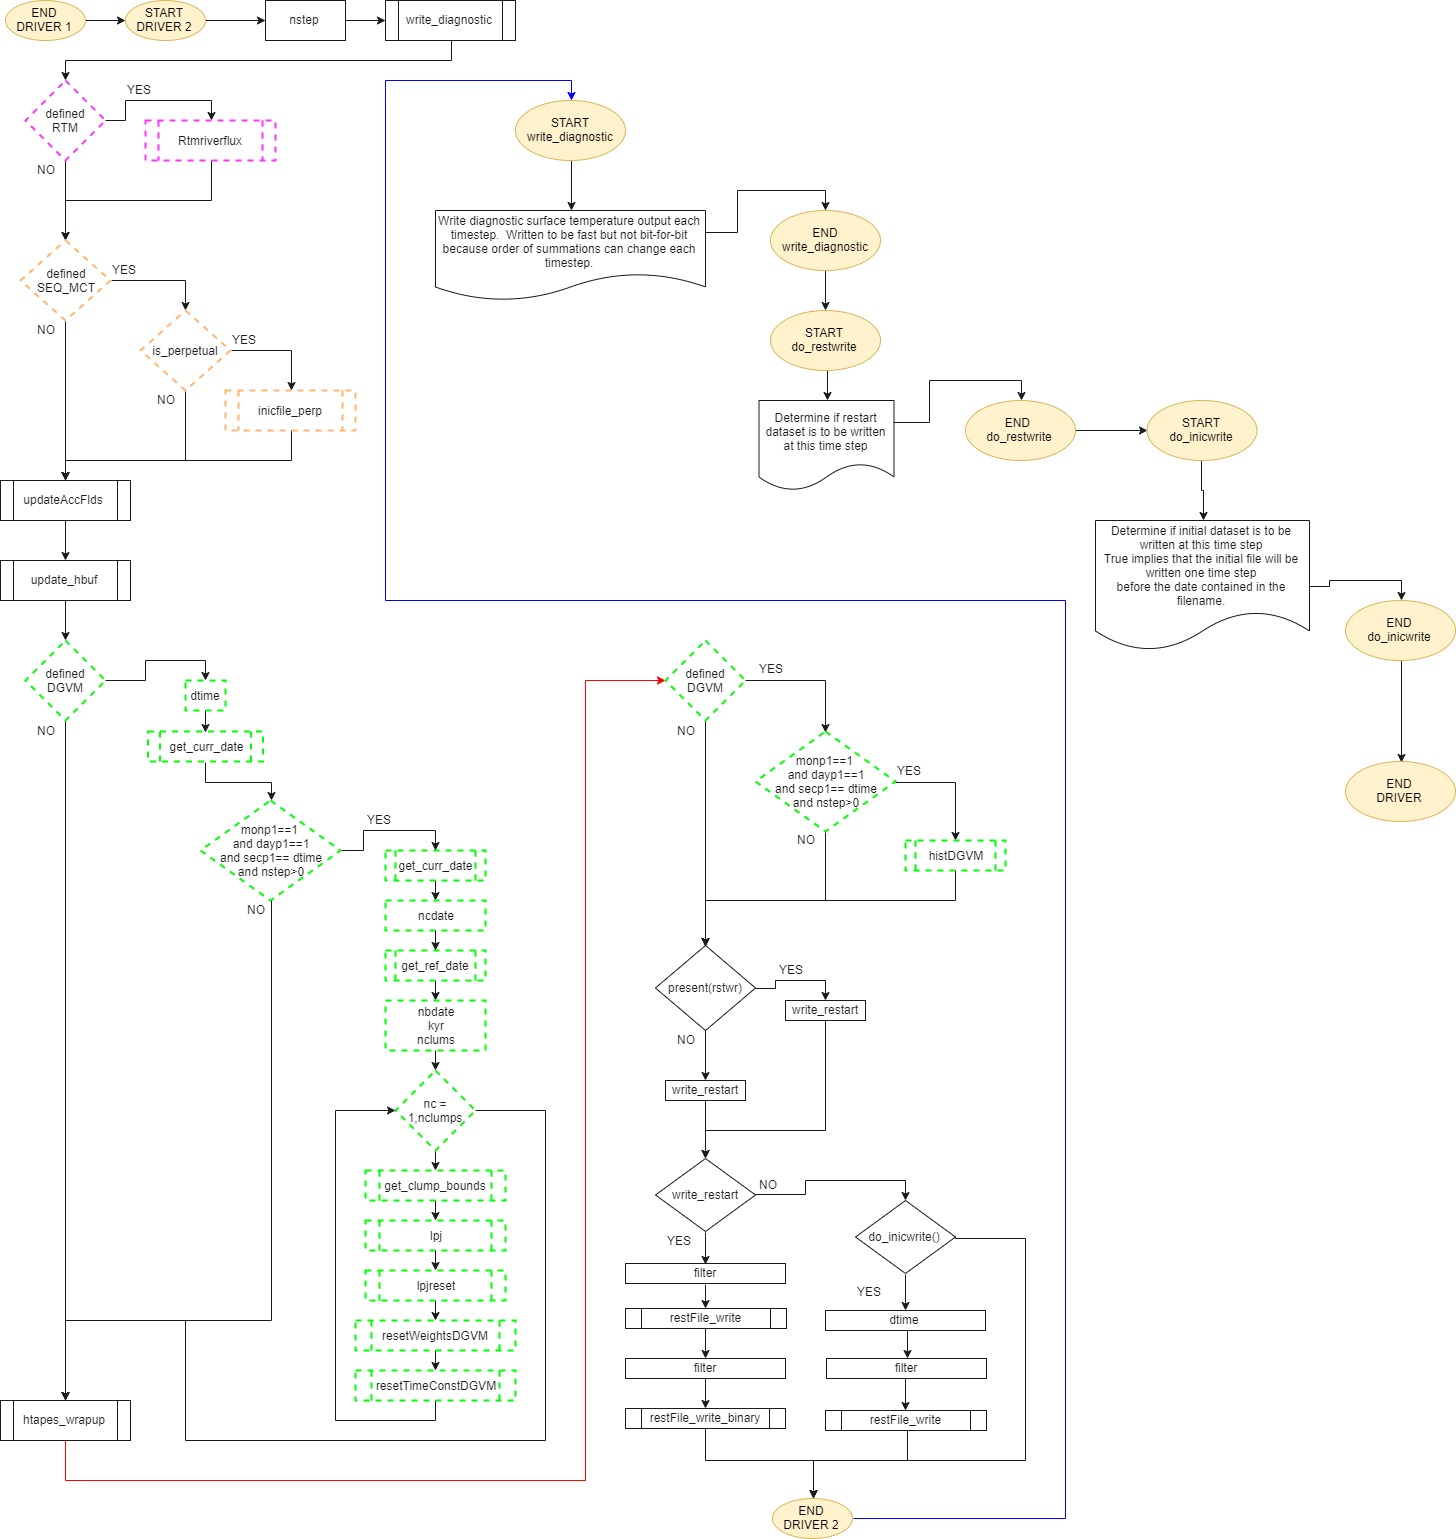 END
DRIVER 1
START
DRIVER 2
nstep
write_diagnostic
defined
RTM
YES
Rtmriverflux
NO
defined
SEQ_MCT
YES
NO
is_perpetual
YES
NO
inicfile_perp
updateAccFlds
update_hbuf
defined
DGVM
NO
dtime
get_curr_date
monp1==1
and dayp1==1
and secp1== dtime
and nstep>0
YES
NO
get_curr_date
ncdate
get_ref_date
nbdate
kyr
nclums
nc =
1,nclumps
get_clump_bounds
lpj
lpjreset
resetWeightsDGVM
resetTimeConstDGVM
htapes_wrapup
defined
DGVM
YES
NO
monp1==1
and dayp1==1
and secp1== dtime
and nstep>0
YES
NO
histDGVM
present(rstwr)
YES
write_restart
NO
write_restart
write_restart
NO
YES
do_inicwrite()
YES
filter
restFile_write
filter
restFile_write_binary
dtime
filter
restFile_write
END
DRIVER 2
START
write_diagnostic
Write diagnostic surface temperature output each
timestep.  Written to be fast but not bit-for-bit
because order of summations can change each
timestep.
END
write_diagnostic
START
do_restwrite
Determine if restart
dataset is to be written
at this time step
END
do_restwrite
START
do_inicwrite
Determine if initial dataset is to be
written at this time step
True implies that the initial file will be
written one time step
before the date contained in the
filename.
END
do_inicwrite
END
DRIVER